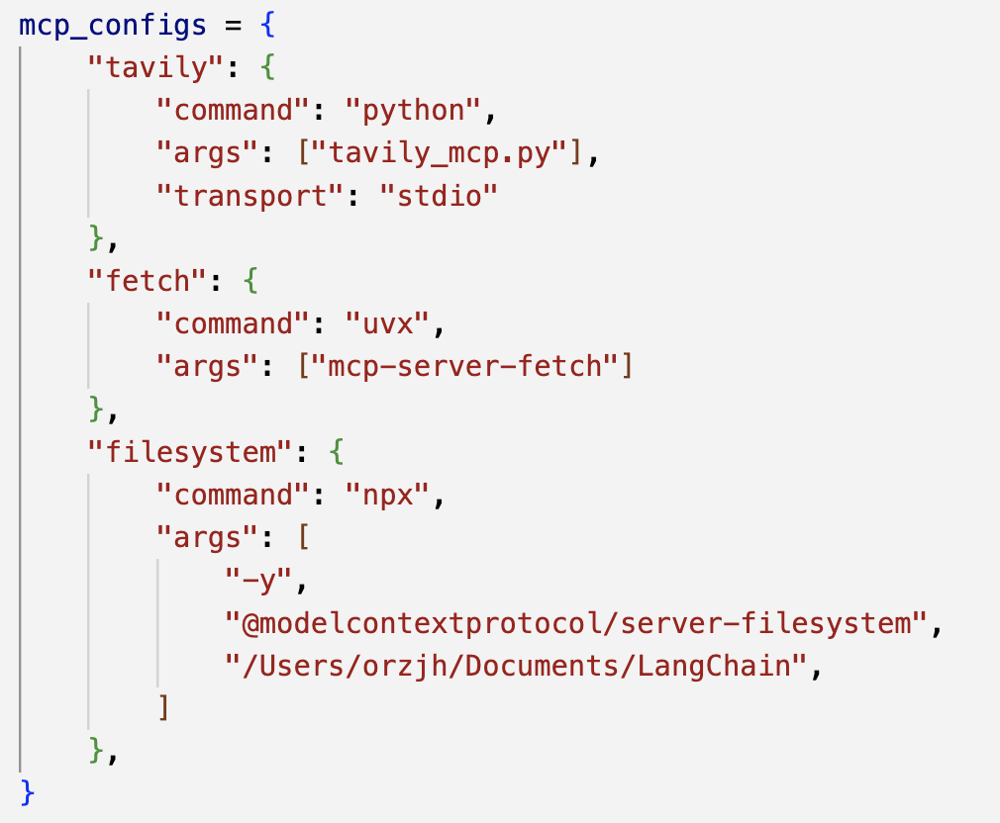 mcp_configs = {
    "tavily": {
        "command": "python",
        "args": ["tavily_mcp.py"],
        "transport": "stdio"
    },
    "fetch": {
        "command": "uvx",
        "args": ["mcp-server-fetch"]
    },
    "filesystem": {
        "command": "npx",
        "args": [
            "-y",
            "@modelcontextprotocol/server-filesystem",
            "/Users/orzjh/Documents/LangChain",
        ]
    },
}